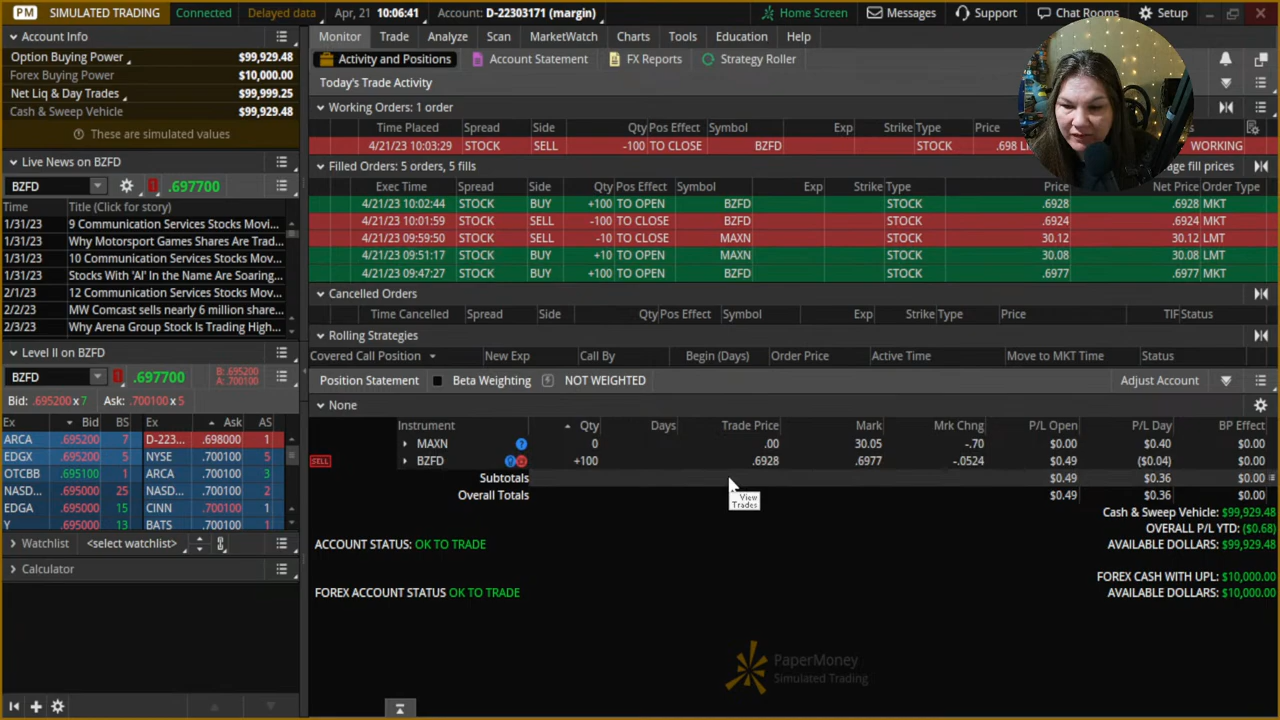 PM SIMULATED TRADING Connected Delayed data Apr, 21 10:06:41 Account: D-22303171 (margin) Home Screen Messages Support Chat Rooms Setup
Account Info
Option Buying Power $99,929.48
Forex Buying Power $10,000.00
Net Liq & Day Trades $99,999.25
Cash & Sweep Vehicle $99,929.48
These are simulated values
Live News on BZFD
BZFD 1 .697700
Time Title (Click for story)
1/31/23 9 Communication Services Stocks Movi...
1/31/23 Why Motorsport Games Shares Are Trad...
1/31/23 10 Communication Services Stocks Mov...
1/31/23 Stocks With 'AI' In the Name Are Soaring...
2/1/23 12 Communication Services Stocks Mov...
2/2/23 MW Comcast sells nearly 6 million share...
2/3/23 Why Arena Group Stock Is Trading High...
Level II on BZFD
BZFD 1 .697700 B: .695200 A: .700100
Bid: .695200 x 7 Ask: .700100 x 5
Ex Bid BS Ex Ask AS
ARCA .695200 7 D-223... .698000 1
EDGX .695200 5 NYSE .700100 5
OTCBB .695100 1 ARCA .700100 3
NASD... .695000 25 NASD... .700100 2
EDGA .695000 15 CINN .700100 1
Y .695000 13 BATS .700100 1
Watchlist <select watchlist>
Calculator
Monitor Trade Analyze Scan MarketWatch Charts Tools Education Help
Activity and Positions Account Statement FX Reports Strategy Roller
Today's Trade Activity
Working Orders: 1 order
Time Placed Spread Side Qty Pos Effect Symbol Exp Strike Type Price
4/21/23 10:03:29 STOCK SELL -100 TO CLOSE BZFD STOCK .698 WORKING
Filled Orders: 5 orders, 5 fills fill prices
Exec Time Spread Side Qty Pos Effect Symbol Exp Strike Type Price Net Price Order Type
4/21/23 10:02:44 STOCK BUY +100 TO OPEN BZFD STOCK .6928 .6928 MKT
4/21/23 10:01:59 STOCK SELL -100 TO CLOSE BZFD STOCK .6924 .6924 MKT
4/21/23 09:59:50 STOCK SELL -10 TO CLOSE MAXN STOCK 30.12 30.12 LMT
4/21/23 09:51:17 STOCK BUY +10 TO OPEN MAXN STOCK 30.08 30.08 LMT
4/21/23 09:47:27 STOCK BUY +100 TO OPEN BZFD STOCK .6977 .6977 MKT
Cancelled Orders
Time Cancelled Spread Side Qty Pos Effect Symbol Exp Strike Type Price TIF Status
Rolling Strategies
Covered Call Position New Exp Call By Begin (Days) Order Price Active Time Move to MKT Time Status
Position Statement Beta Weighting NOT WEIGHTED Adjust Account
None
Instrument Qty Days Trade Price Mark Mrk Chng P/L Open P/L Day BP Effect
MAXN 0 .00 30.05 -.70 $0.00 $0.40 $0.00
SELL BZFD +100 .6928 .6977 -.0524 $0.49 ($0.04) $0.00
Subtotals $0.49 $0.36 $0.00
Overall Totals $0.49 $0.36 $0.00
View Trades
Cash & Sweep Vehicle: $99,929.48
OVERALL P/L YTD: ($0.68)
ACCOUNT STATUS: OK TO TRADE AVAILABLE DOLLARS: $99,929.48
FOREX CASH WITH UPL: $10,000.00
FOREX ACCOUNT STATUS OK TO TRADE AVAILABLE DOLLARS: $10,000.00
PaperMoney
Simulated Trading